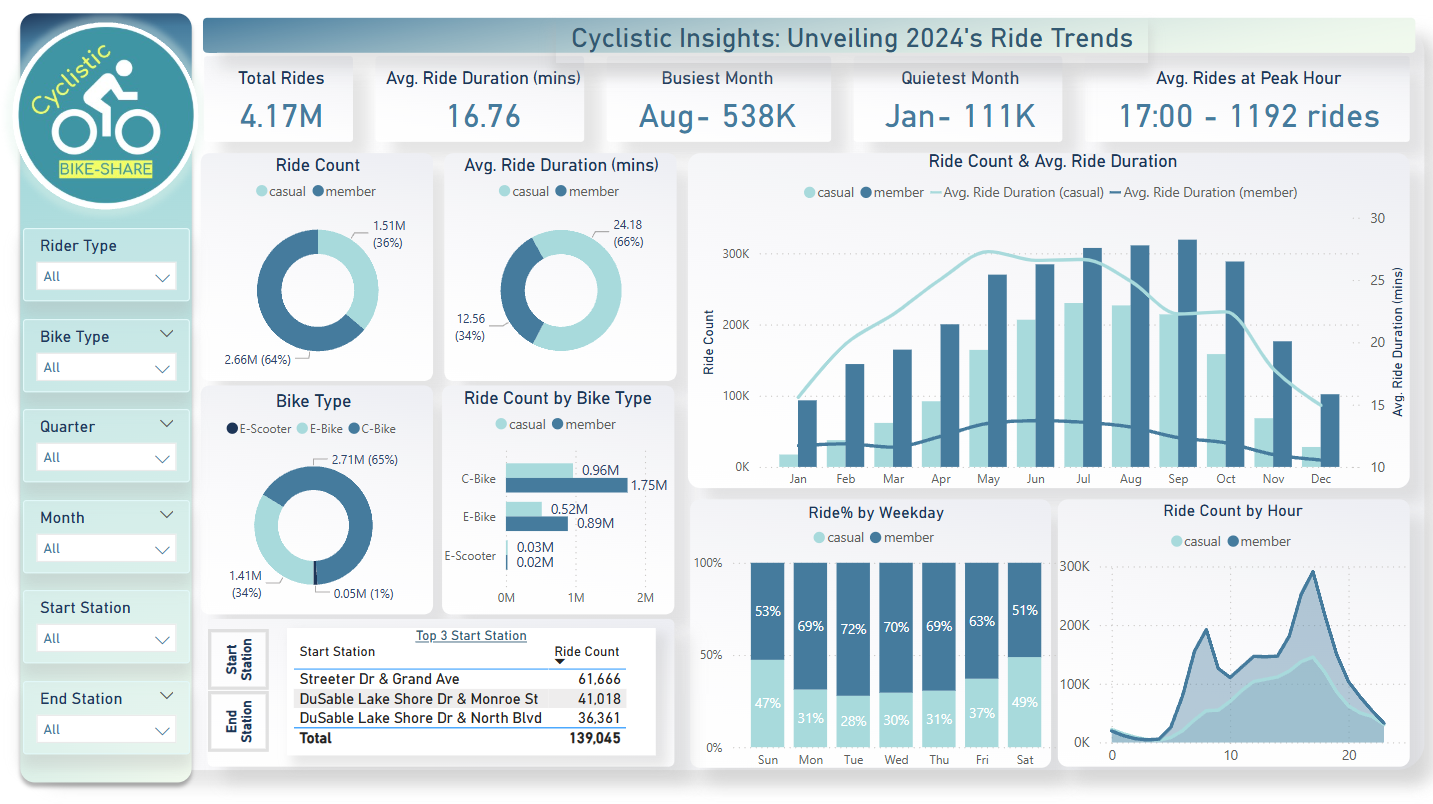 Cyclistic
BIKE-SHARE
Cyclistic Insights: Unveiling 2024's Ride Trends
Total Rides
4.17M
Avg. Ride Duration (mins)
16.76
Busiest Month
Aug- 538K
Quietest Month
Jan- 111K
Avg. Rides at Peak Hour
17:00 - 1192 rides
Rider Type
All
Bike Type
All
Quarter
All
Month
All
Start Station
All
End Station
All
Ride Count
casual member
1.51M
(36%)
2.66M (64%)
Avg. Ride Duration (mins)
casual member
24.18
(66%)
12.56
(34%)
Ride Count & Avg. Ride Duration
casual member Avg. Ride Duration (casual) Avg. Ride Duration (member)
Ride Count
300K
200K
100K
0K
30
25
20
15
10
Avg. Ride Duration (mins)
Jan Feb Mar Apr May Jun Jul Aug Sep Oct Nov Dec
Bike Type
E-Scooter E-Bike C-Bike
2.71M (65%)
1.41M
(34%)
0.05M (1%)
Ride Count by Bike Type
casual member
C-Bike
0.96M
1.75M
E-Bike
0.52M
0.89M
E-Scooter
0.03M
0.02M
0M 1M 2M
Start
Station
End
Station
Top 3 Start Station
Start Station Ride Count
Streeter Dr & Grand Ave 61,666
DuSable Lake Shore Dr & Monroe St 41,018
DuSable Lake Shore Dr & North Blvd 36,361
Total 139,045
Ride% by Weekday
casual member
100%
50%
0%
53% 69% 72% 70% 69% 63% 51%
47% 31% 28% 30% 31% 37% 49%
Sun Mon Tue Wed Thu Fri Sat
Ride Count by Hour
casual member
300K
200K
100K
0K
0 10 20